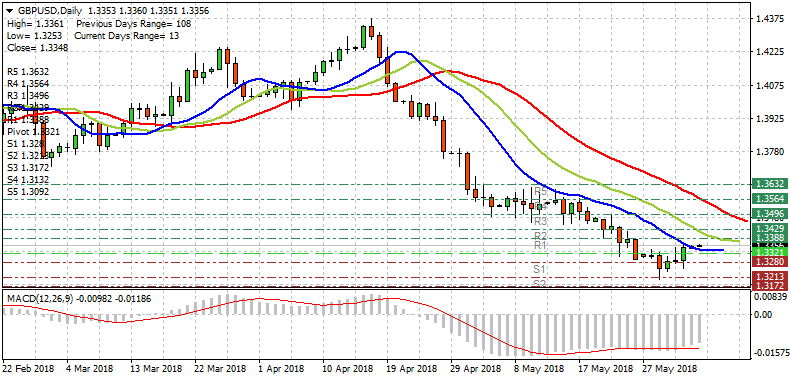 GBPUSD,Daily 1.3353 1.3360 1.3351 1.3356
High= 1.3361 Previous Days Range= 108
Low= 1.3253 Current Days Range= 13
Close= 1.3348
R5 1.3632
R4 1.3564
R3 1.3496
Pivot 1.3321
S1 1.328
S2 1.3213
S3 1.3172
S4 1.3132
S5 1.3092
R5
R3
R2
R1
S1
1.4375
1.4225
1.4075
1.3925
1.3780
1.3632
1.3564
1.3496
1.3429
1.3388
1.3321
1.3280
1.3213
1.3172
MACD(12,26,9) -0.00982 -0.01186
0.00839
0.00
-0.01575
22 Feb 2018
4 Mar 2018
13 Mar 2018
22 Mar 2018
1 Apr 2018
10 Apr 2018
19 Apr 2018
29 Apr 2018
8 May 2018
17 May 2018
27 May 2018